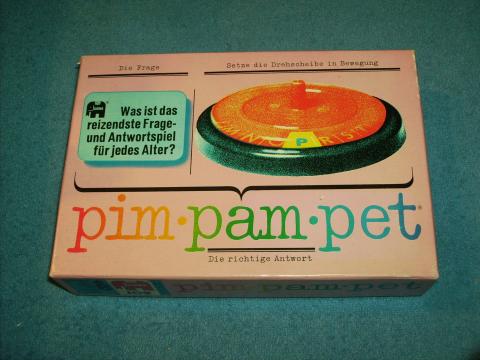 Die Frage
Setze die Drehscheibe in Bewegung
Was ist das
reizendste Frage-
und Antwortspiel
für jedes Alter?
P
pim·pam·pet®
Die richtige Antwort
pim·pam·pet